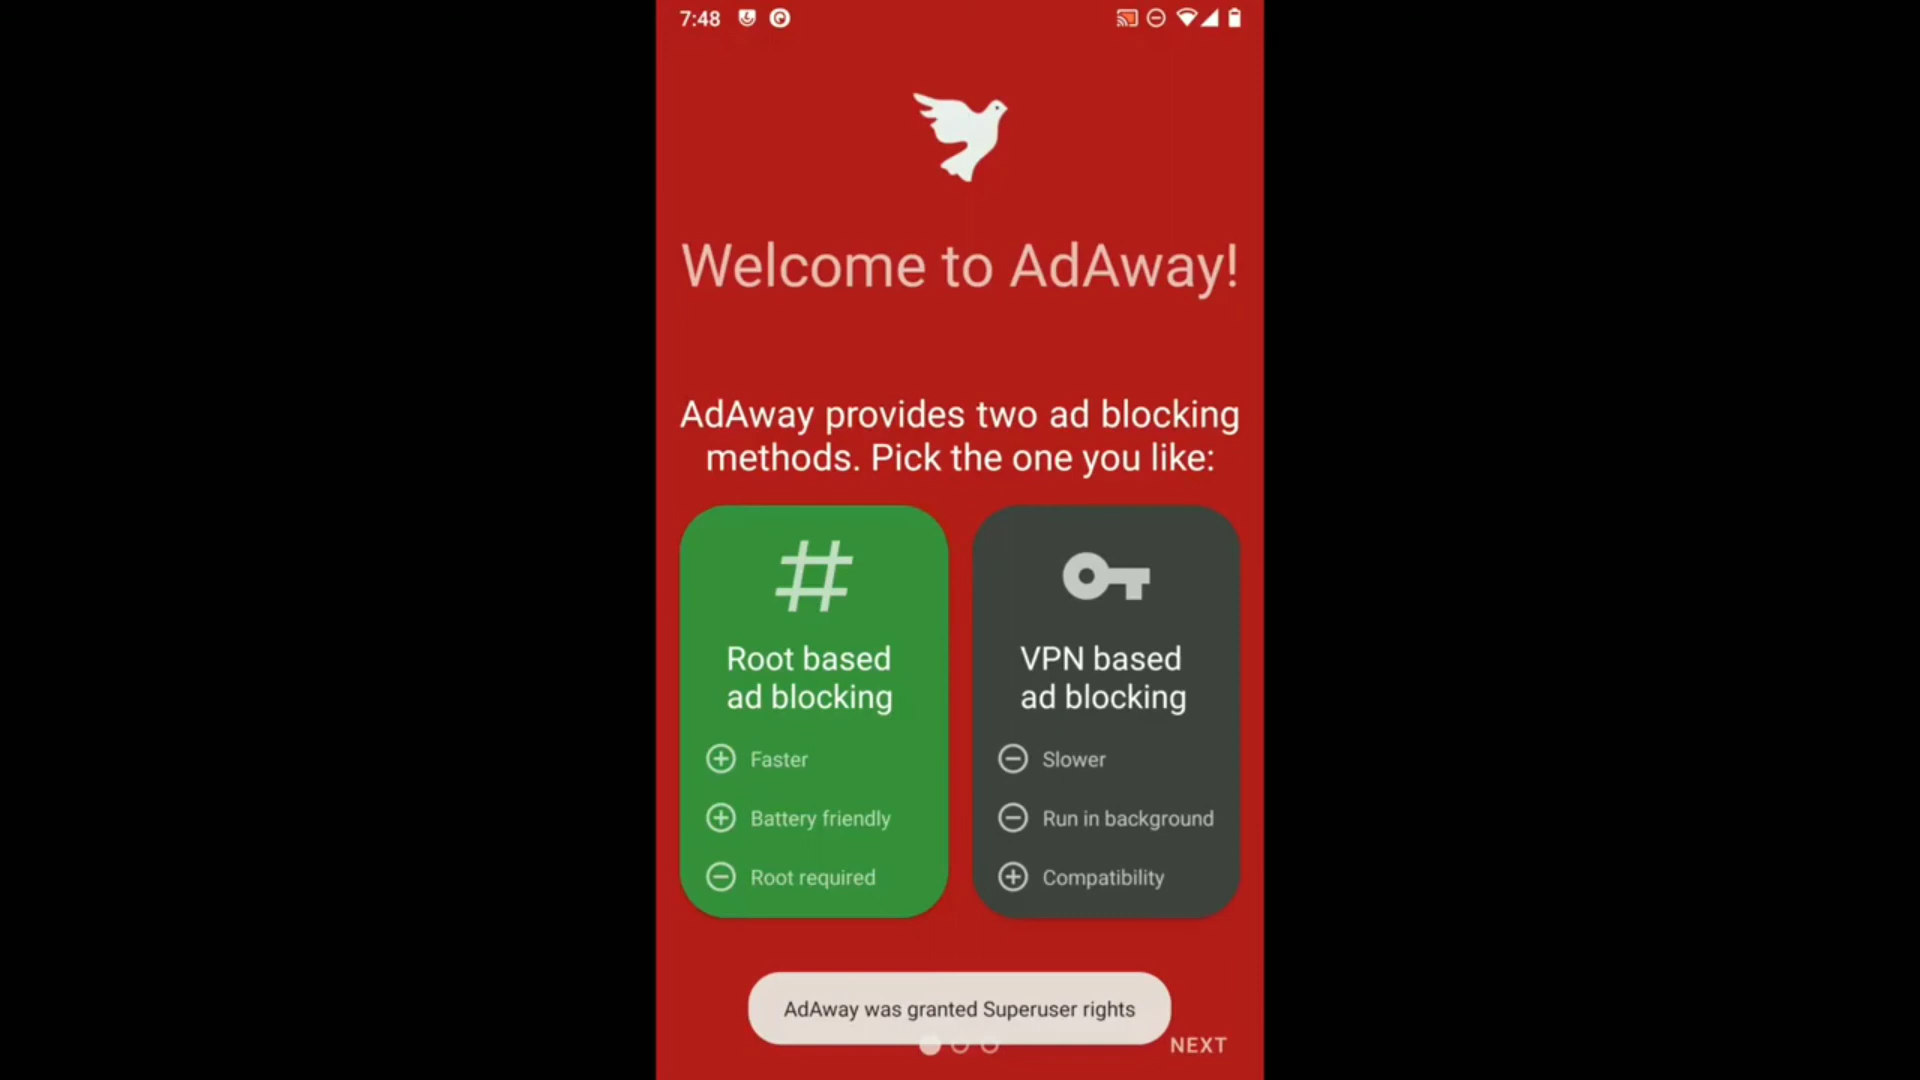 7:48
Welcome to AdAway!
AdAway provides two ad blocking
methods. Pick the one you like:
Root based
ad blocking
Faster
Battery friendly
Root required
VPN based
ad blocking
Slower
Run in background
Compatibility
AdAway was granted Superuser rights
NEXT